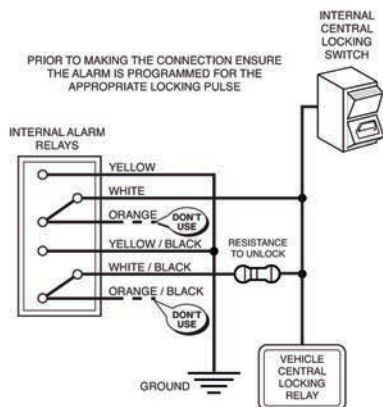 INTERNAL
CENTRAL
LOCKING
SWITCH
PRIOR TO MAKING THE CONNECTION ENSURE
THE ALARM IS PROGRAMMED FOR THE
APPROPRIATE LOCKING PULSE
INTERNAL ALARM
RELAYS
YELLOW
WHITE
ORANGE
DON'T
USE
YELLOW / BLACK
RESISTANCE
TO UNLOCK
WHITE / BLACK
ORANGE / BLACK
DON'T
USE
GROUND
VEHICLE
CENTRAL
LOCKING
RELAY